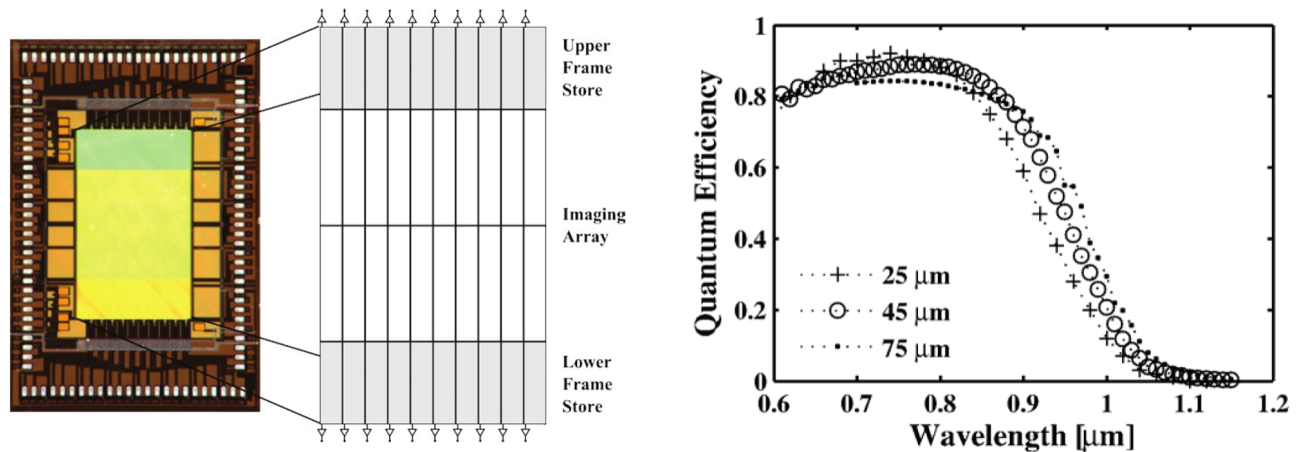 Upper
Frame
Store
Imaging
Array
Lower
Frame
Store
Quantum Efficiency
1
0.8
0.6
0.4
0.2
0
25 μm
45 μm
75 μm
0.6
0.7
0.8
0.9
1
1.1
1.2
Wavelength [μm]